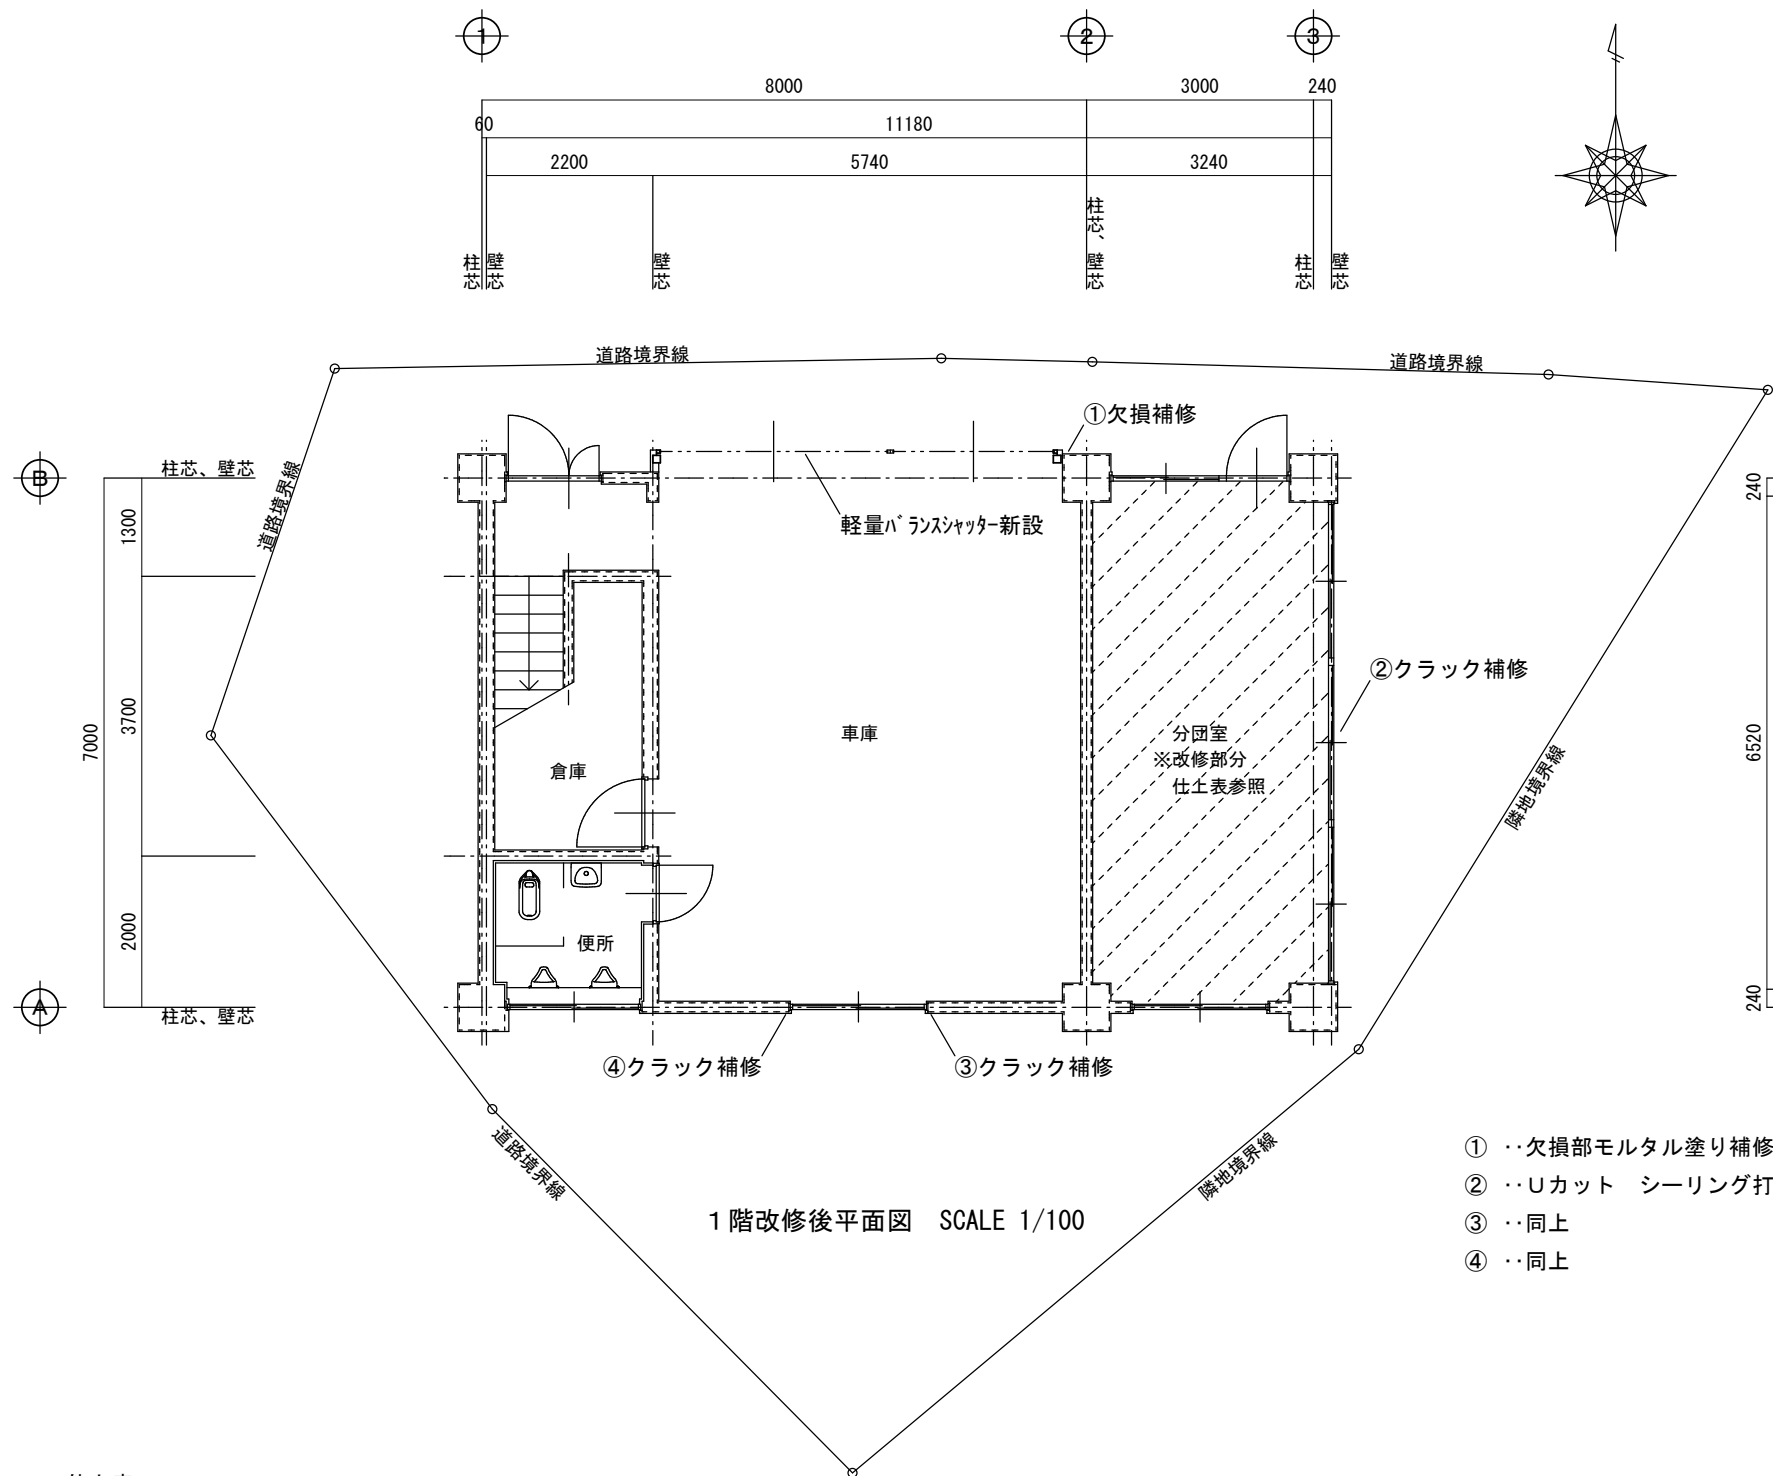 1
2
3
8000
3000
240
60
11180
2200
5740
3240
柱芯
壁芯
壁芯
柱芯、壁芯
柱芯
壁芯
道路境界線
道路境界線
①欠損補修
B
柱芯、壁芯
道路境界線
240
1300
軽量ﾊﾞﾗﾝｽｼｬｯﾀｰ新設
②クラック補修
7000
3700
車庫
分団室
※改修部分
仕上表参照
倉庫
6520
隣地境界線
2000
便所
A
柱芯、壁芯
240
④クラック補修
③クラック補修
道路境界線
隣地境界線
1階改修後平面図 SCALE 1/100
① ‥欠損部モルタル塗り補修
② ‥Uカット シーリング打
③ ‥同上
④ ‥同上